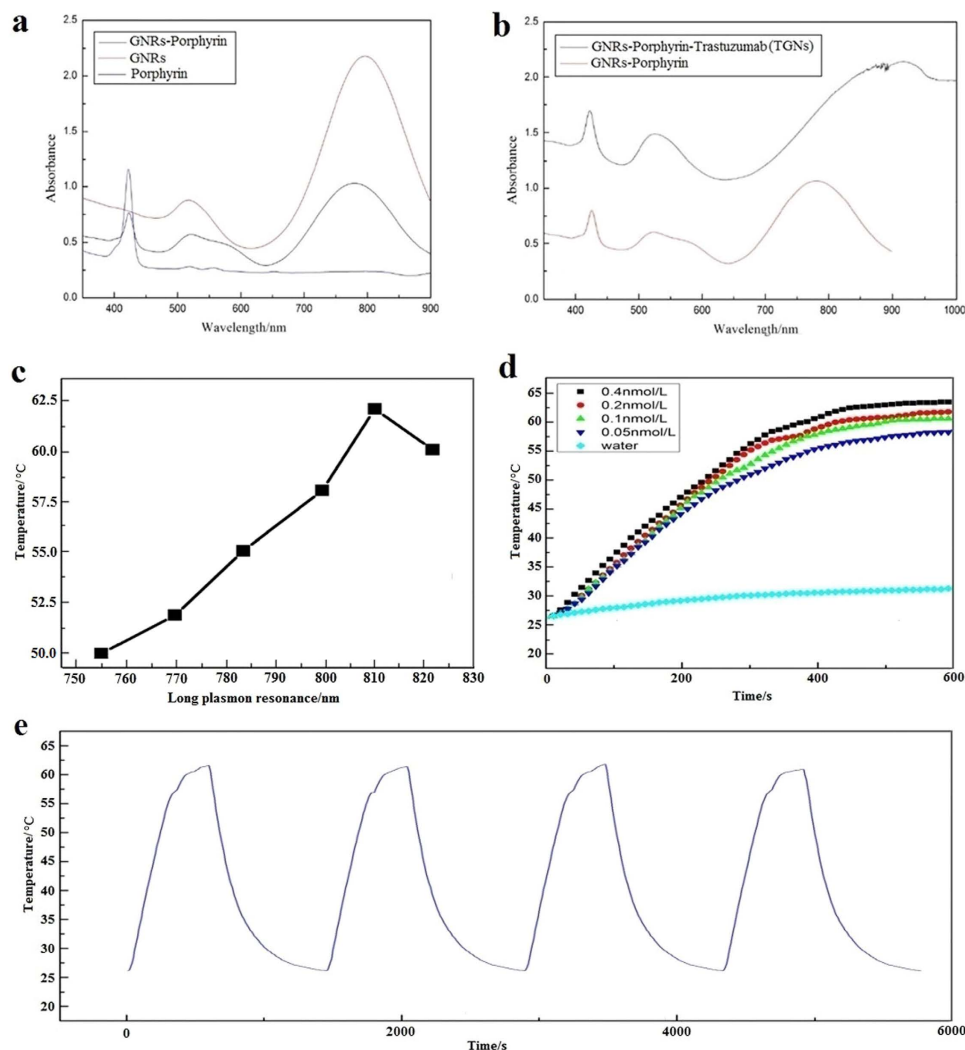 a
GNRs-Porphyrin
GNRs
Porphyrin
2.5
2.0
1.5
1.0
0.5
0.0
Absorbance
400 500 600 700 800 900
Wavelength/nm
b
GNRs-Porphyrin-Trastuzumab(TGNs)
GNRs-Porphyrin
2.5
2.0
1.5
1.0
0.5
0.0
Absorbance
400 500 600 700 800 900 1000
Wavelength/nm
c
62.5
60.0
57.5
55.0
52.5
50.0
Temperature/°C
750 760 770 780 790 800 810 820 830
Long plasmon resonance/nm
d
0.4nmol/L
0.2nmol/L
0.1nmol/L
0.05nmol/L
water
65
60
55
50
45
40
35
30
25
20
Temperature/°C
0 200 400 600
Time/s
e
65
60
55
50
45
40
35
30
25
20
Temperature/°C
0 2000 4000 6000
Time/s